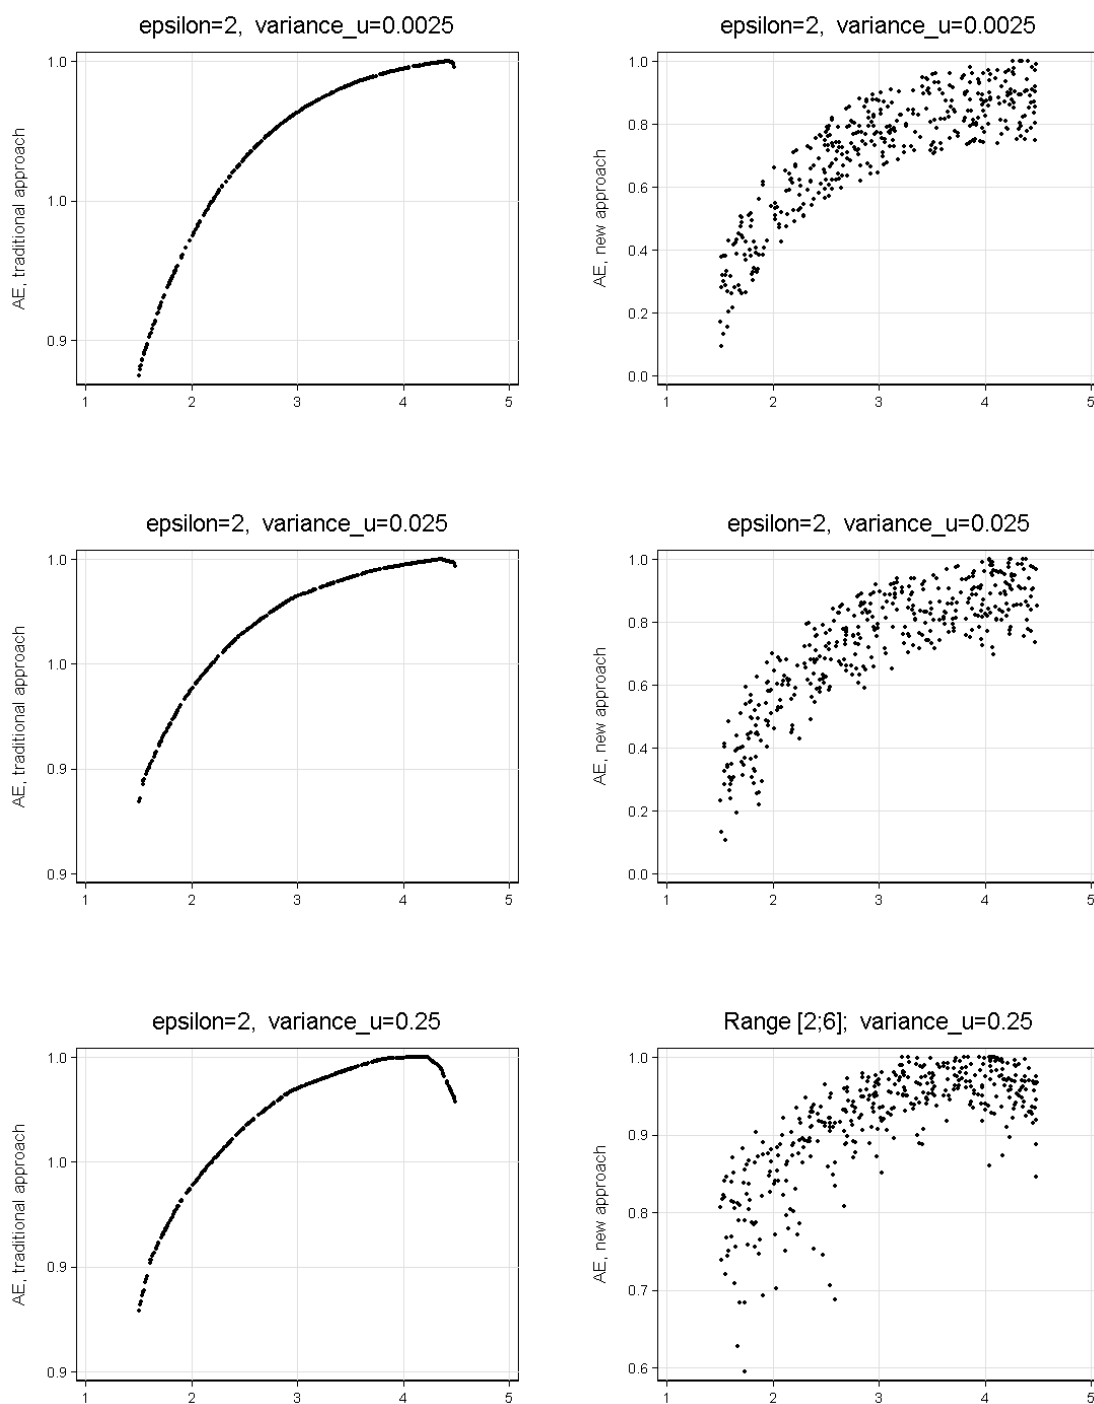 epsilon=2, variance_u=0.0025
AE, traditional approach
1.0
1.0
0.9
1 2 3 4 5
epsilon=2, variance_u=0.0025
AE, new approach
1.0
0.8
0.6
0.4
0.2
0.0
1 2 3 4 5
epsilon=2, variance_u=0.025
AE, traditional approach
1.0
1.0
0.9
0.9
1 2 3 4 5
epsilon=2, variance_u=0.025
AE, new approach
1.0
0.8
0.6
0.4
0.2
0.0
1 2 3 4 5
epsilon=2, variance_u=0.25
AE, traditional approach
1.0
1.0
0.9
0.9
1 2 3 4 5
Range [2;6]; variance_u=0.25
AE, new approach
1.0
0.9
0.8
0.7
0.6
1 2 3 4 5